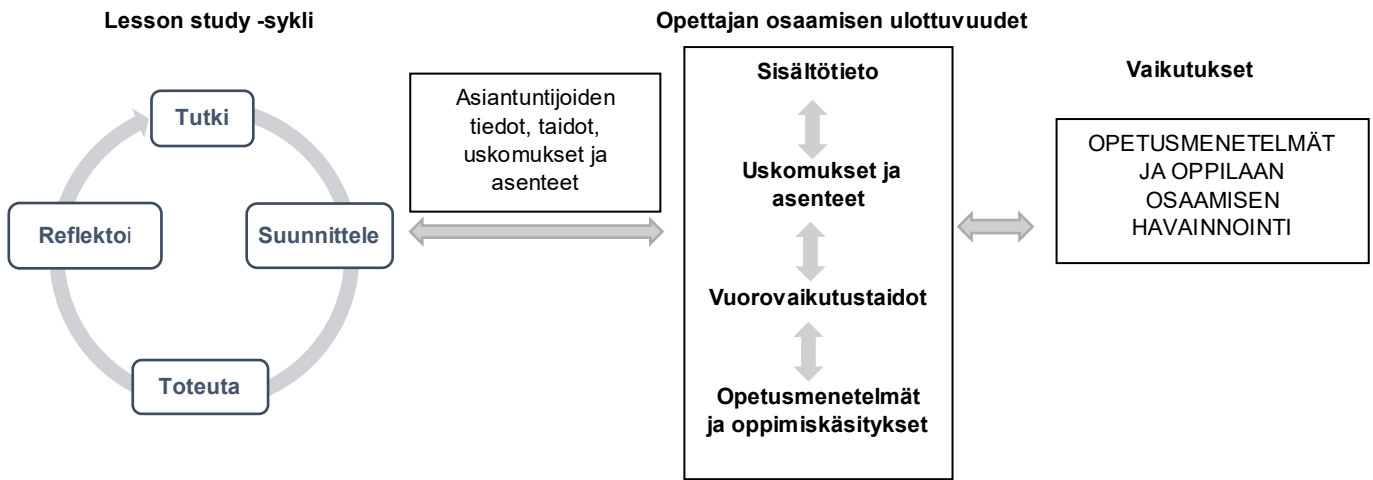 Lesson study -sykli
Tutki
Reflektoi
Suunnittele
Toteuta
Asiantuntijoiden
tiedot, taidot,
uskomukset ja
asenteet
Opettajan osaamisen ulottuvuudet
Sisältötieto
Uskomukset ja
asenteet
Vuorovaikutustaidot
Opetusmenetelmät
ja oppimiskäsitykset
Vaikutukset
OPETUSMENETELMÄT
JA OPPILAAN
OSAAMISEN
HAVAINNOINTI